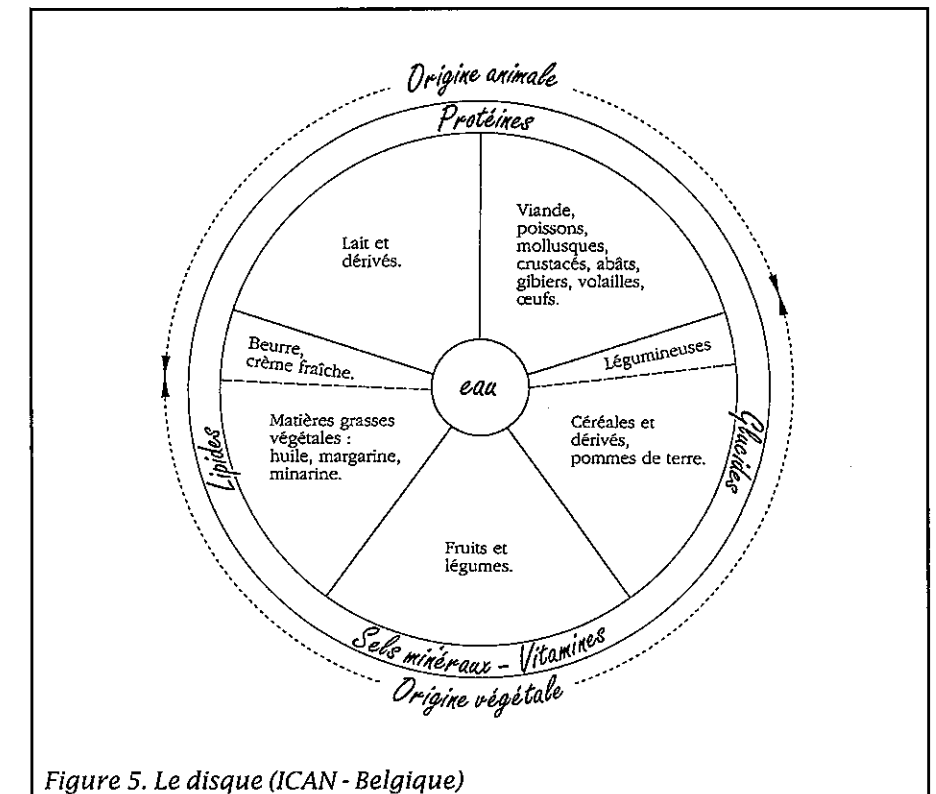 Origine animale
Protéines
Lait et
dérivés.
Viande,
poissons,
mollusques,
crustacés, abâts,
gibiers, volailles,
œufs.
Beurre,
crème fraîche.
eau
Légumineuses
Matières grasses
végétales :
huile, margarine,
minarine.
Céréales et
dérivés,
pommes de terre.
Lipides
Glucides
Fruits et
légumes.
Sels minéraux - Vitamines
Origine végétale
Figure 5. Le disque (ICAN - Belgique)